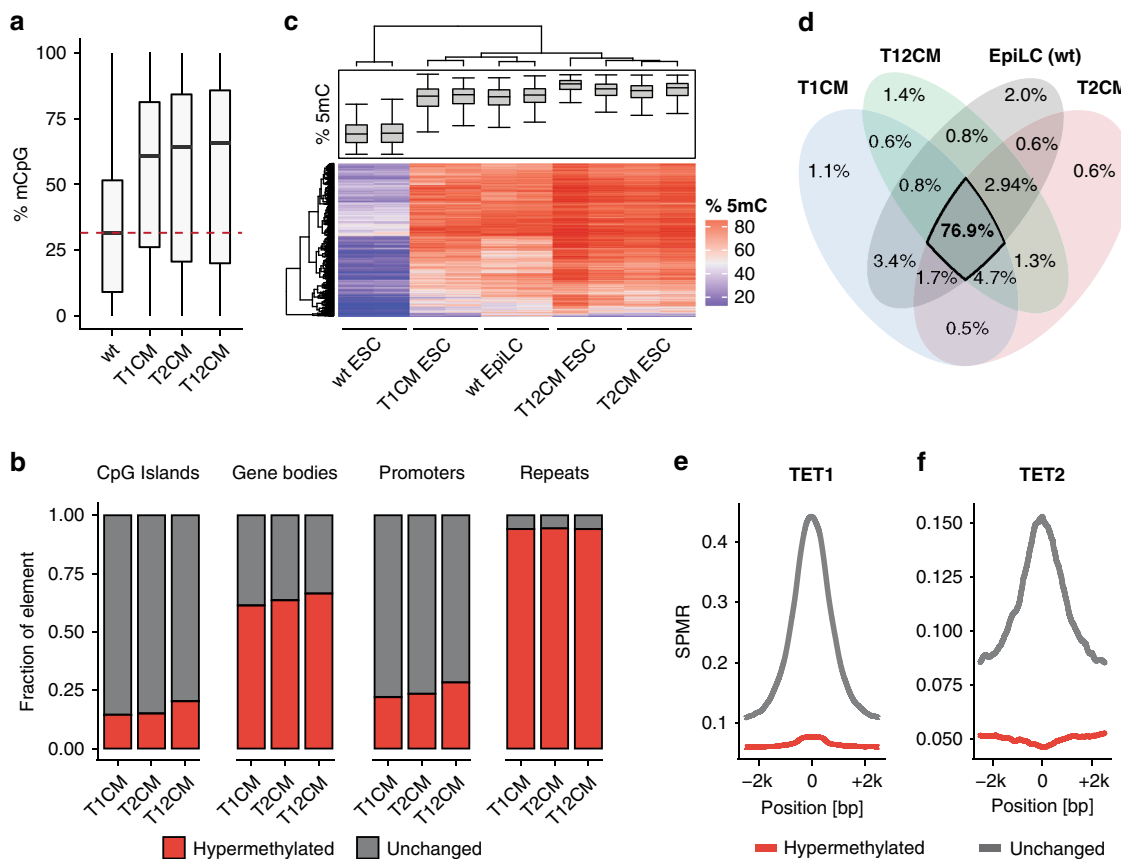 a
100
75
50
25
0
% mCpG
wt
T1CM
T2CM
T12CM
c
% 5mC
% 5mC
80
60
40
20
wt ESC
T1CM ESC
wt EpiLC
T12CM ESC
T2CM ESC
d
T12CM
EpiLC (wt)
T1CM
T2CM
1.4%
2.0%
0.6%
0.8%
0.6%
1.1%
0.6%
0.8%
2.94%
76.9%
3.4%
1.7%
4.7%
1.3%
0.5%
b
CpG Islands
Gene bodies
Promoters
Repeats
1.00
0.75
0.50
0.25
0.00
Fraction of element
T1CM
T2CM
T12CM
T1CM
T2CM
T12CM
T1CM
T2CM
T12CM
T1CM
T2CM
T12CM
Hypermethylated
Unchanged
e
TET1
0.4
0.3
0.2
0.1
SPMR
−2k
0
+2k
Position [bp]
f
TET2
0.150
0.125
0.100
0.075
0.050
−2k
0
+2k
Position [bp]
Hypermethylated
Unchanged